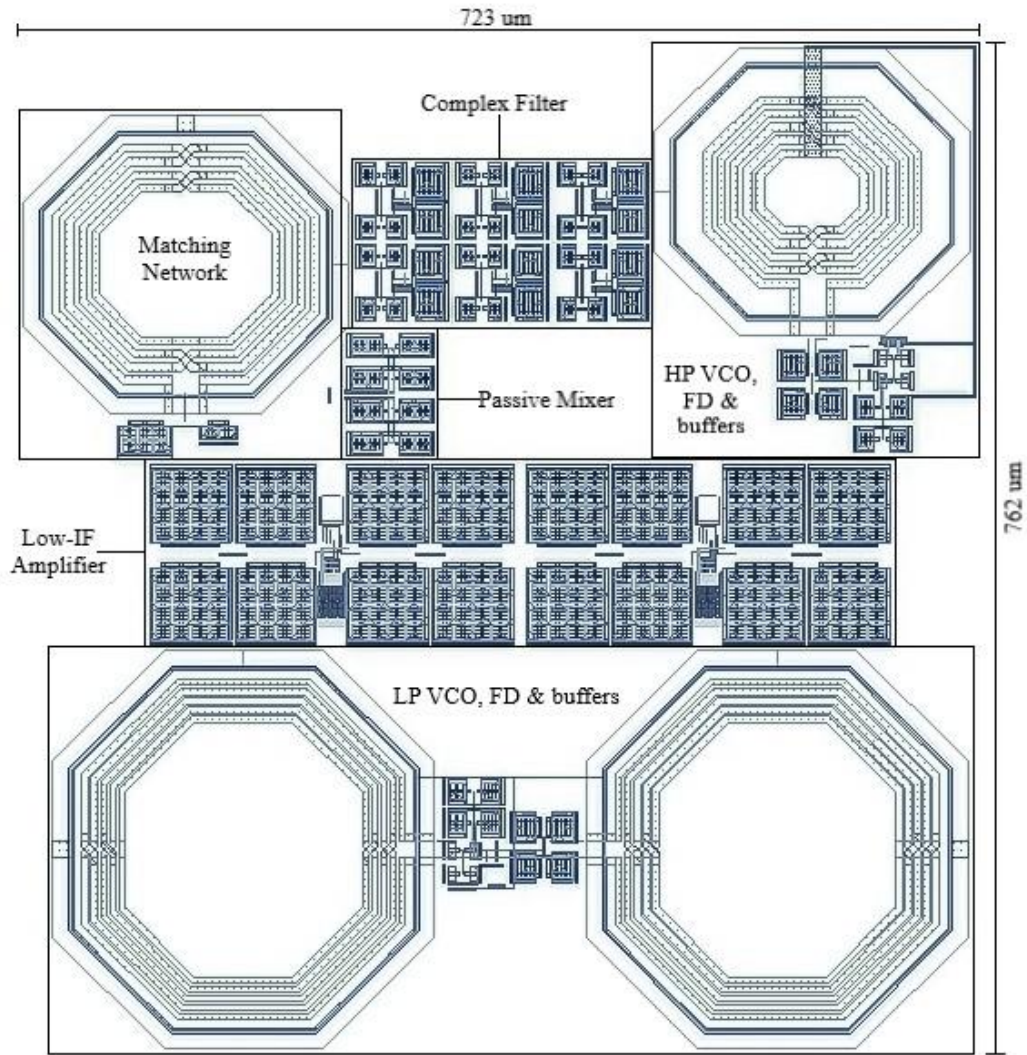 723 um
Complex Filter
Matching
Network
HP VCO,
FD &
buffers
Passive Mixer
762 um
Low-IF
Amplifier
LP VCO, FD & buffers